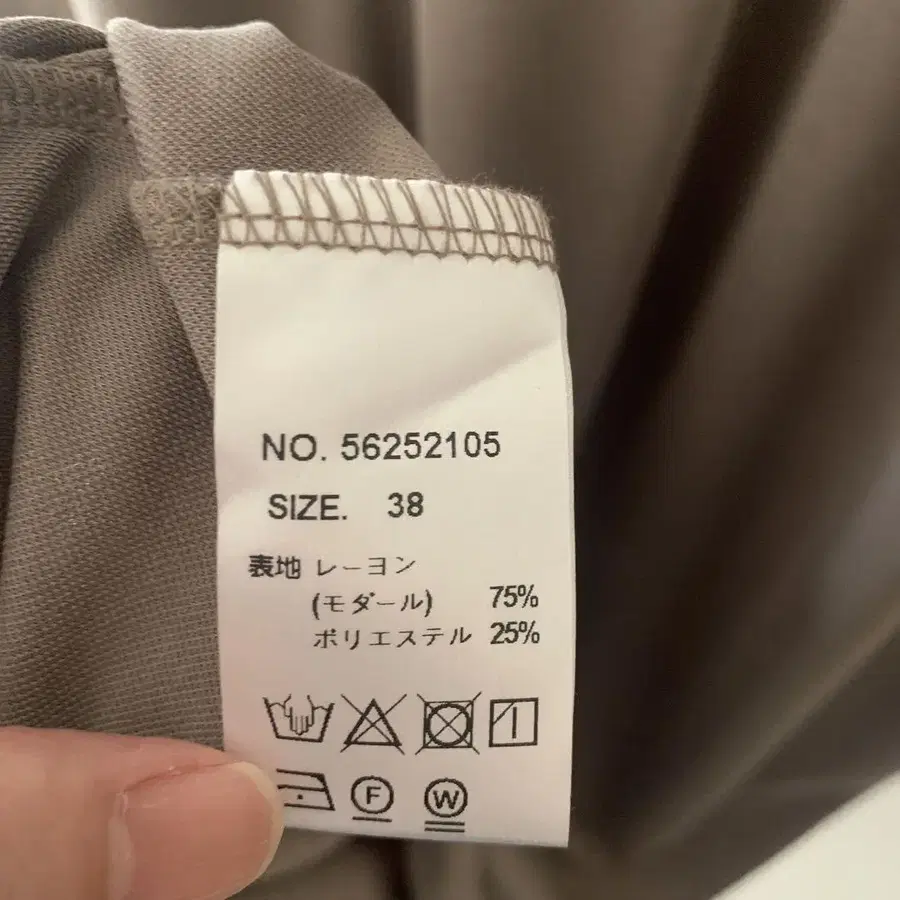 NO. 56252105
SIZE. 38
表地 レーヨン
(モダール) 75%
ポリエステル 25%
F W